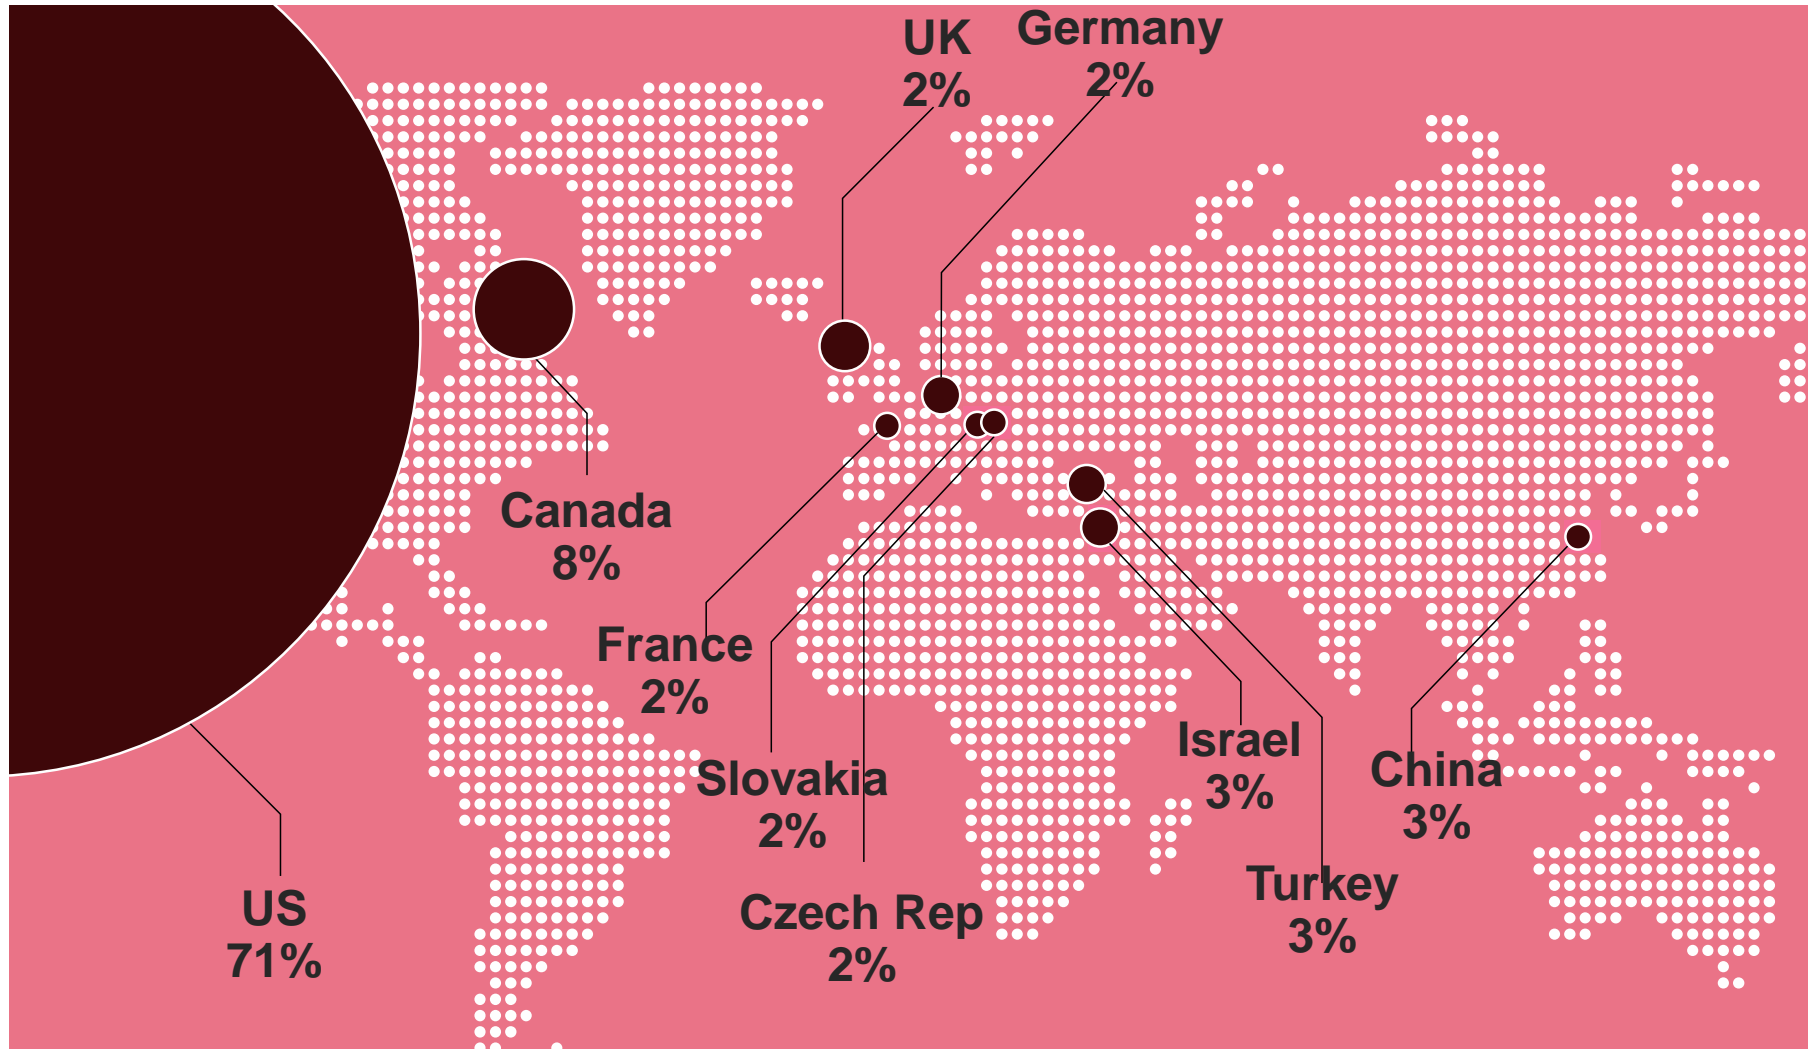 UK
2%
Germany
2%
Canada
8%
France
2%
Slovakia
2%
Israel
3%
China
3%
Turkey
3%
US
71%
Czech Rep
2%